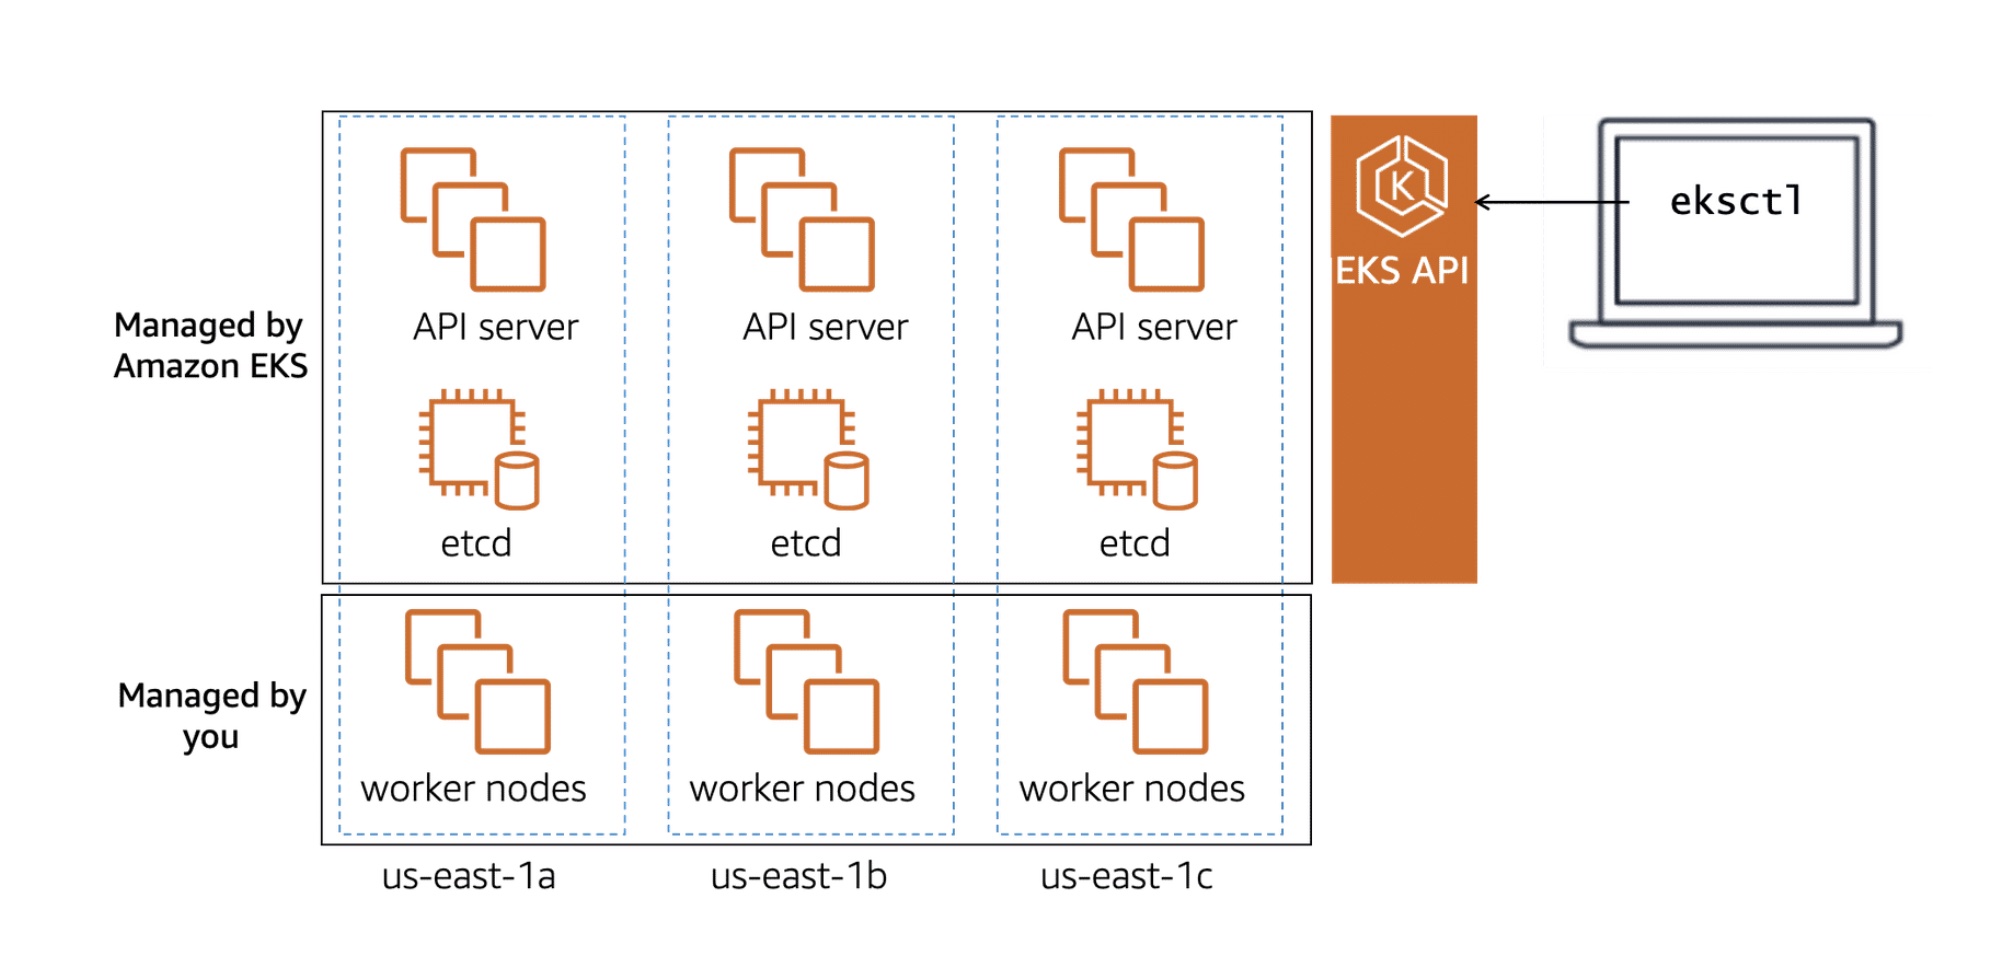 Managed by
Amazon EKS
API server
API server
API server
etcd
etcd
etcd
K
EKS API
eksctl
Managed by
you
worker nodes
worker nodes
worker nodes
us-east-1a
us-east-1b
us-east-1c